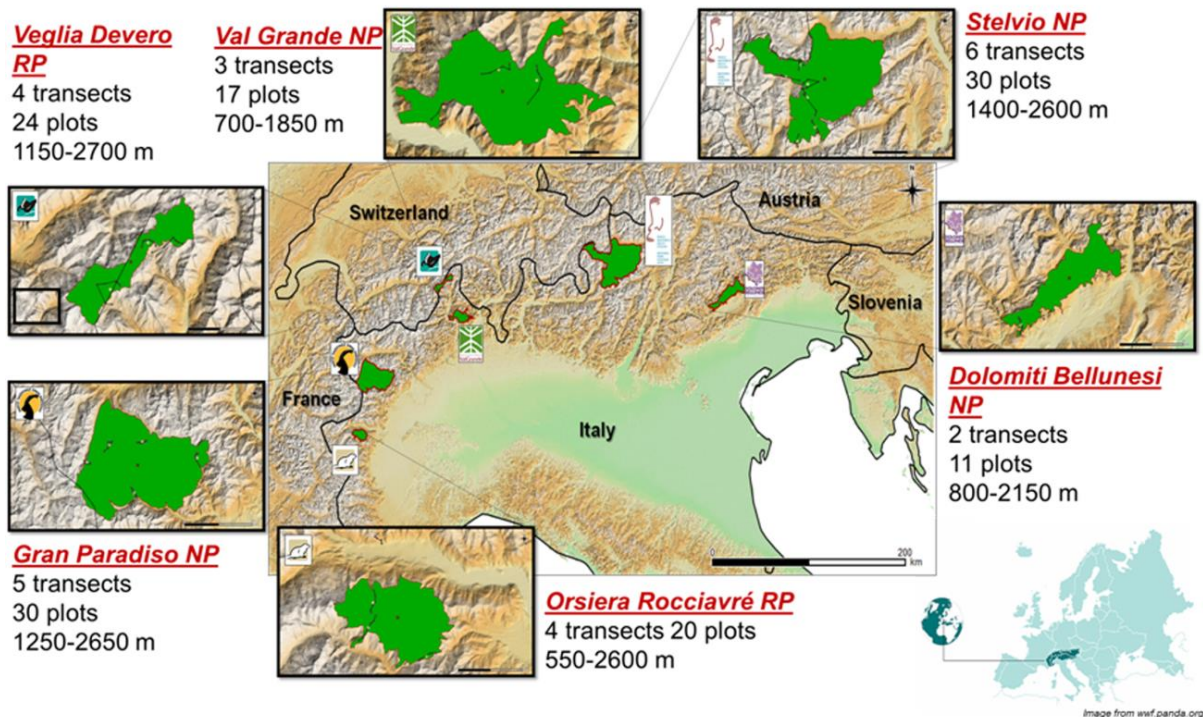 Veglia Devero
RP
4 transects
24 plots
1150-2700 m
Val Grande NP
3 transects
17 plots
700-1850 m
Stelvio NP
6 transects
30 plots
1400-2600 m
Switzerland
Austria
Slovenia
France
Italy
N
0
200
km
Dolomiti Bellunesi
NP
2 transects
11 plots
800-2150 m
Gran Paradiso NP
5 transects
30 plots
1250-2650 m
Orsiera Rocciavré RP
4 transects 20 plots
550-2600 m
Image from wwf.panda.org